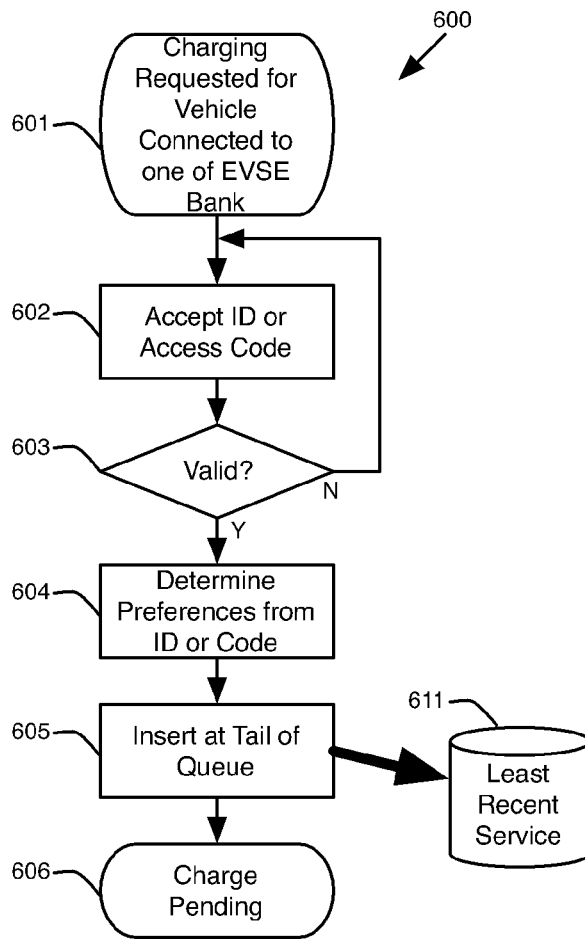 600
Charging
Requested for
Vehicle
Connected to
one of EVSE
Bank
601
602
Accept ID or
Access Code
603
Valid?
N
Y
604
Determine
Preferences from
ID or Code
605
Insert at Tail of
Queue
611
Least
Recent
Service
606
Charge
Pending